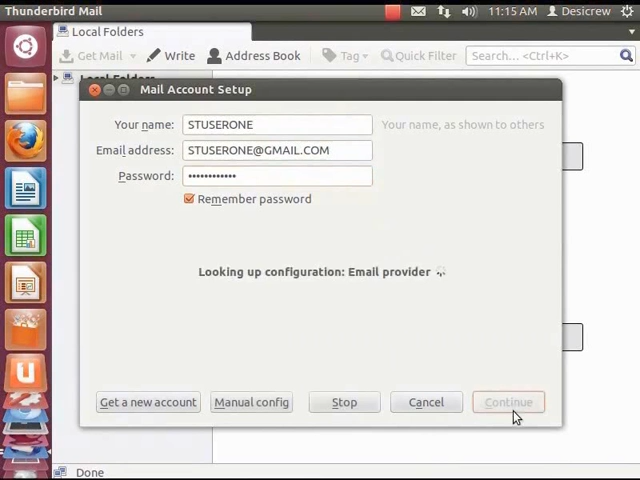 Thunderbird Mail
11:15 AM
Desicrew
Local Folders
Get Mail
Write
Address Book
Tag
Quick Filter
Search... <Ctrl+K>
Local Folders
Mail Account Setup
Your name:
STUSERONE
Your name, as shown to others
Email address:
STUSERONE@GMAIL.COM
Password:
••••••••••••
Remember password
Looking up configuration: Email provider
Get a new account
Manual config
Stop
Cancel
Continue
Done